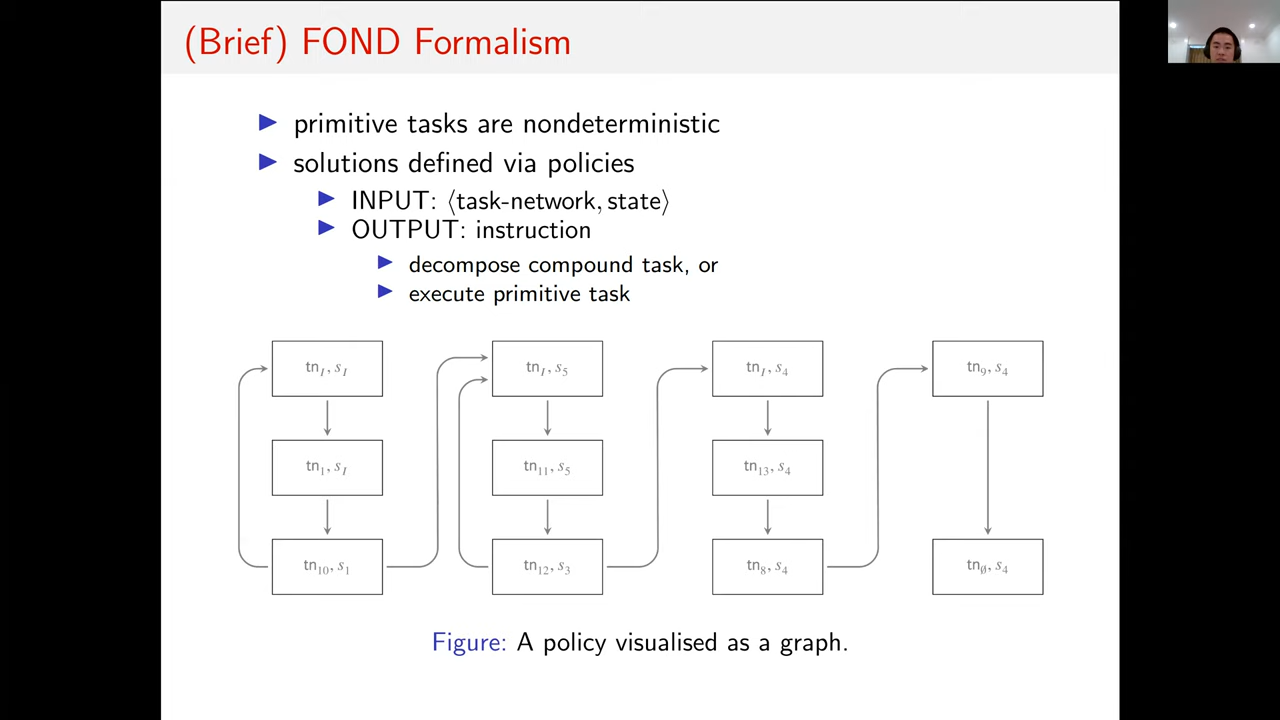 (Brief) FOND Formalism
primitive tasks are nondeterministic
solutions defined via policies
INPUT: ⟨task-network, state⟩
OUTPUT: instruction
decompose compound task, or
execute primitive task
tn_I, s_I
tn_I, s_5
tn_I, s_4
tn_9, s_4
tn_1, s_I
tn_11, s_5
tn_13, s_4
tn_10, s_1
tn_12, s_3
tn_8, s_4
tn_∅, s_4
Figure: A policy visualised as a graph.